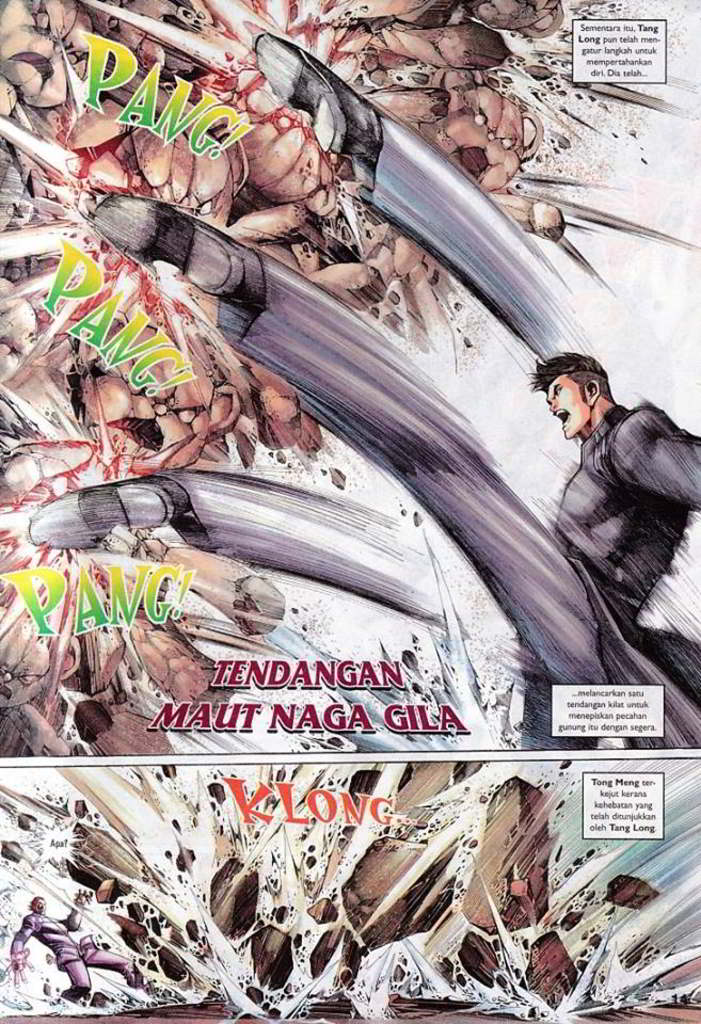 Sementara itu, Tang
Long pun telah men-
gatur langkah untuk
mempertahankan
diri. Dia telah...
PANG!
PANG!
PANG!
TENDANGAN
MAUT NAGA GILA
...melancarkan satu
tendangan kilat untuk
menepiskan pecahan
gunung itu dengan segera.
KLONG...
Tong Meng ter-
kejut kerana
kehebatan yang
telah ditunjukkan
oleh Tang Long.
Apa?